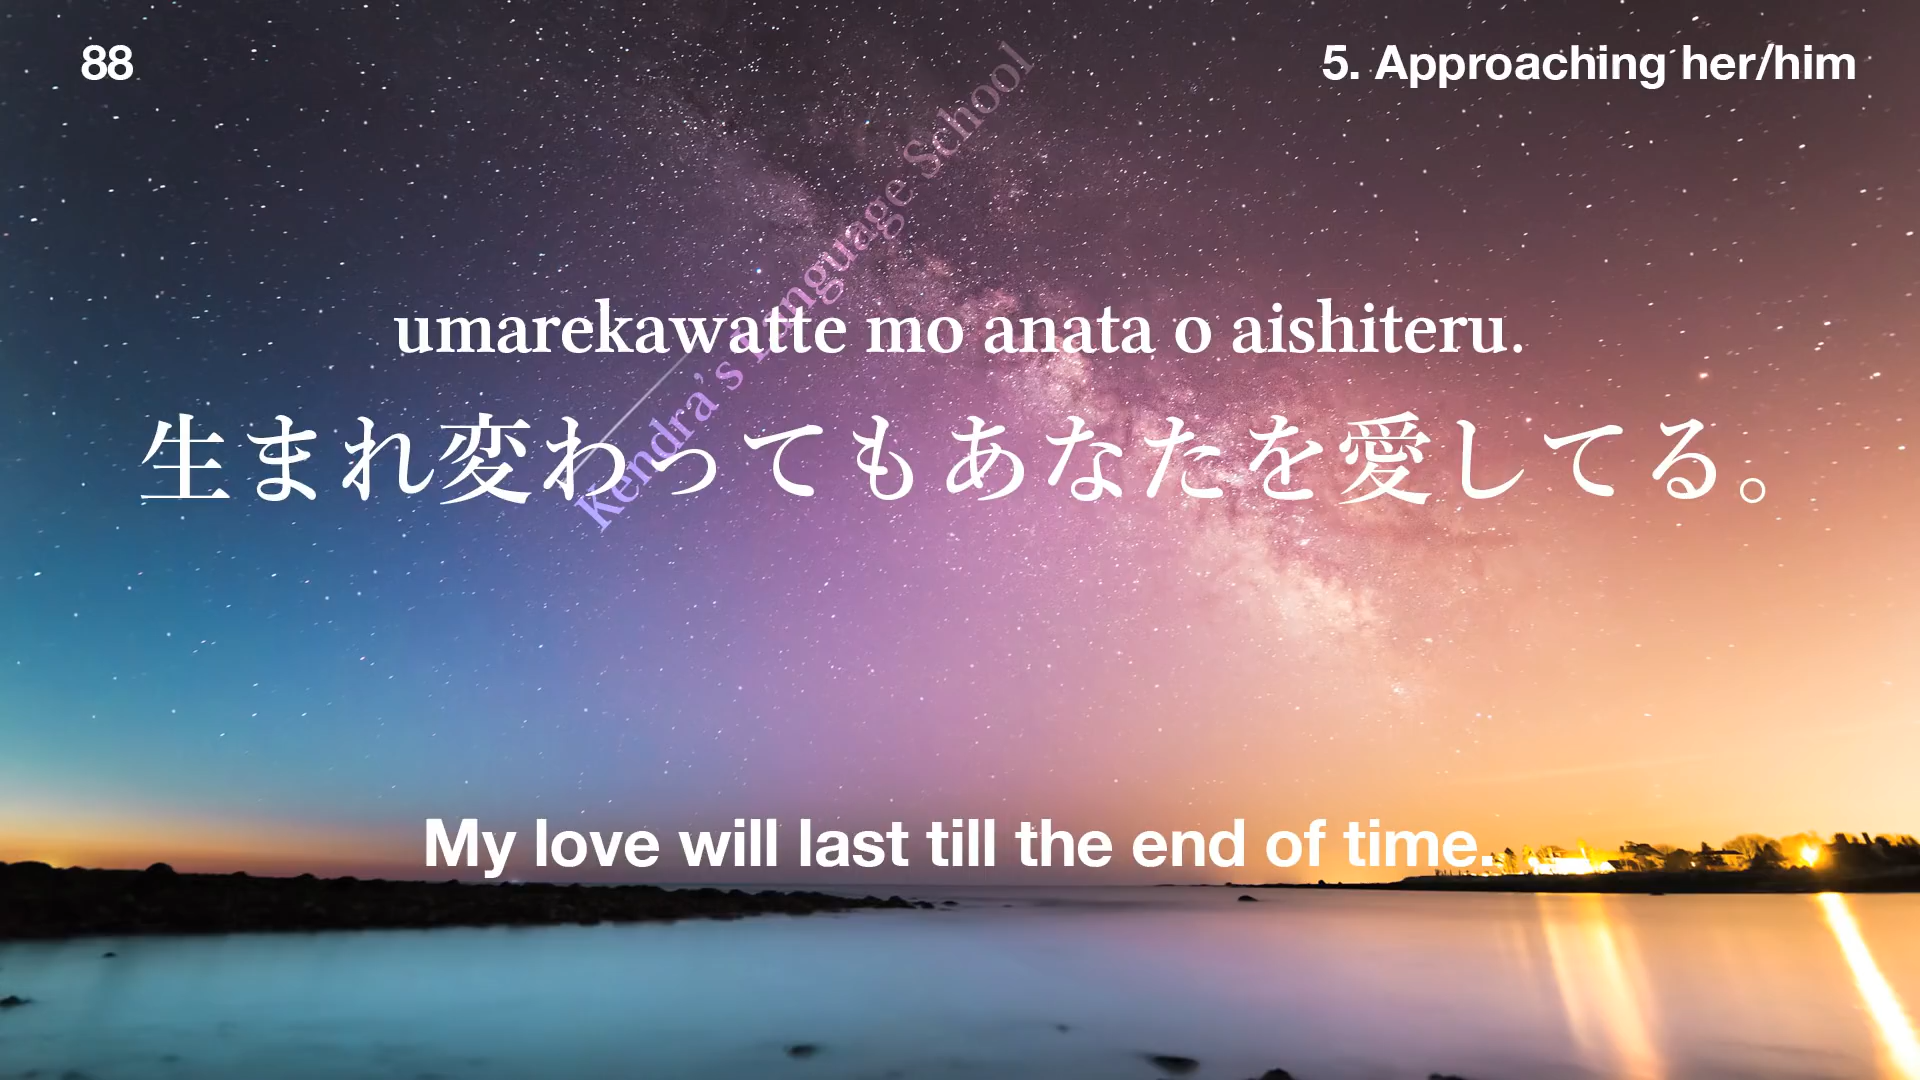 88
5. Approaching her/him
Kendra's Language School
umarekawatte mo anata o aishiteru.
生まれ変わってもあなたを愛してる。
My love will last till the end of time.